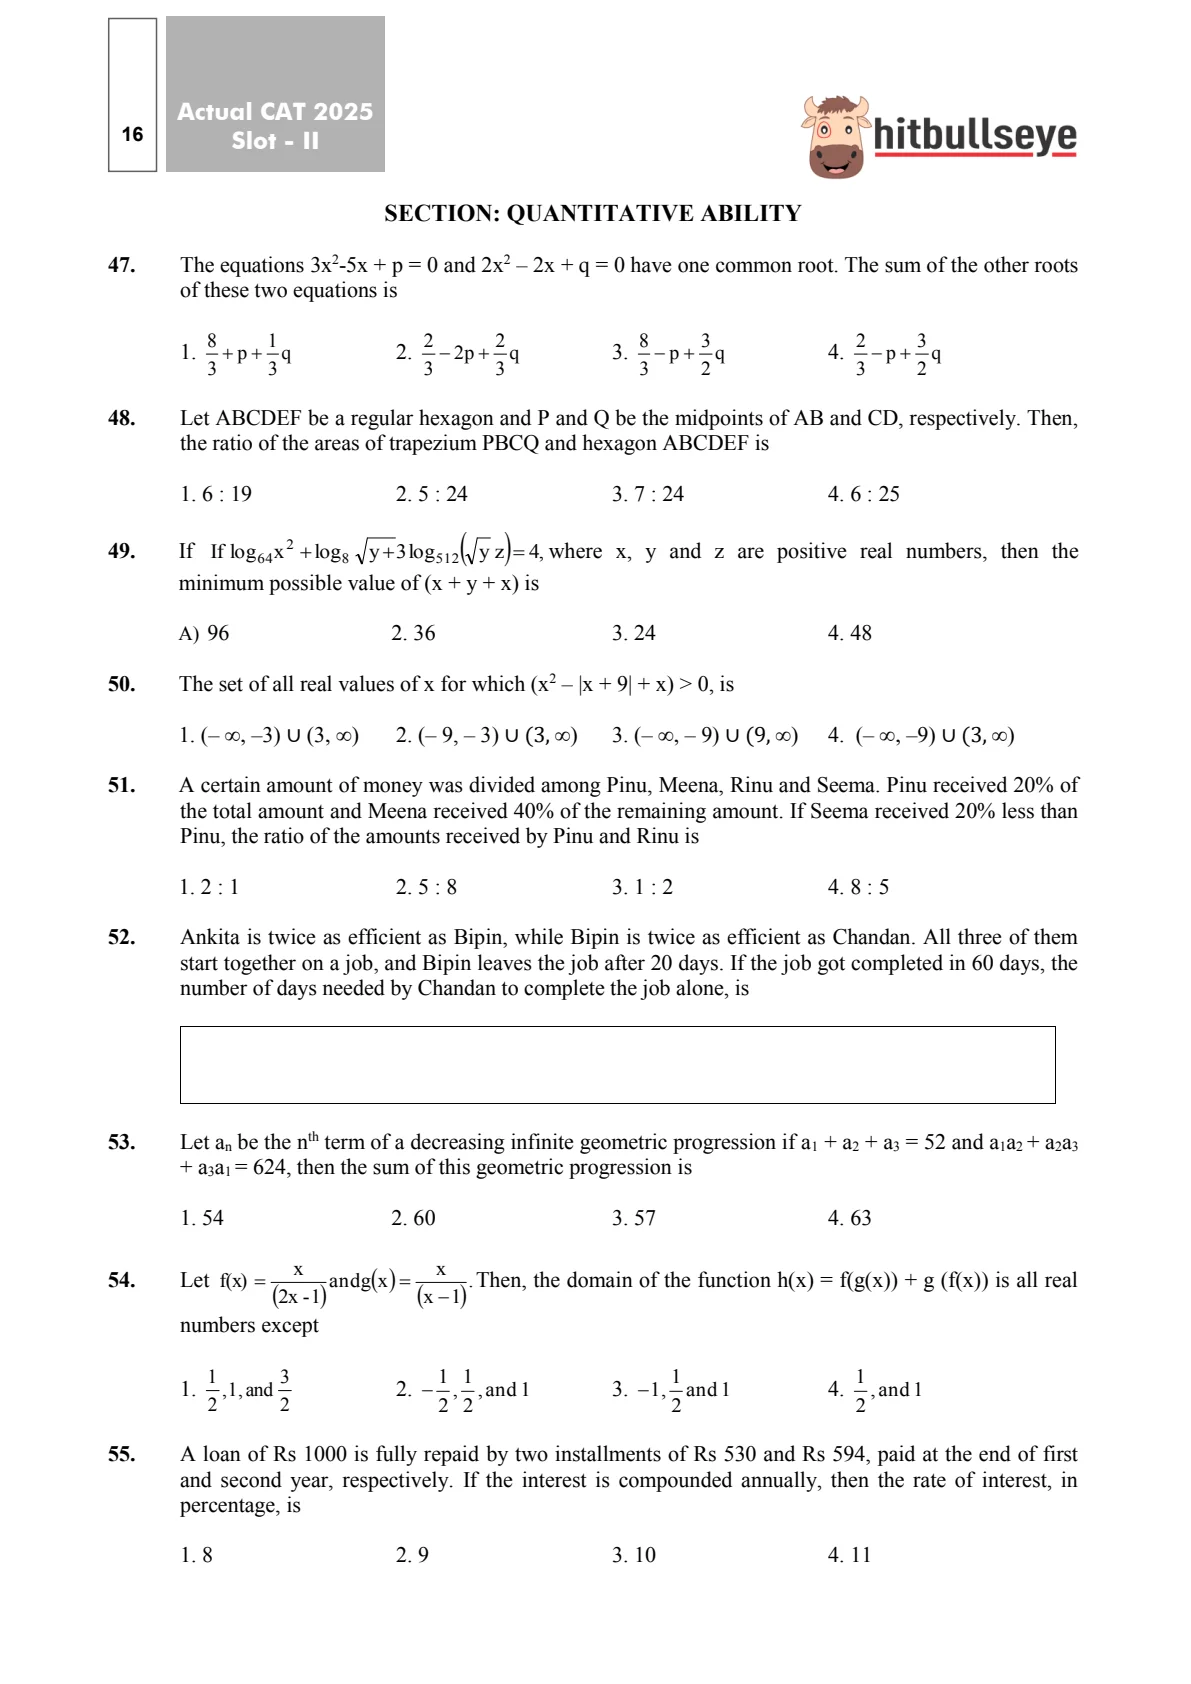 16
Actual CAT 2025
Slot - II
hitbullseye
SECTION: QUANTITATIVE ABILITY
47. The equations 3x²-5x + p = 0 and 2x² – 2x + q = 0 have one common root. The sum of the other roots
of these two equations is
1. 8/3 + p + 1/3 q 2. 2/3 – 2p + 2/3 q 3. 8/3 – p + 3/2 q 4. 2/3 – p + 3/2 q
48. Let ABCDEF be a regular hexagon and P and Q be the midpoints of AB and CD, respectively. Then,
the ratio of the areas of trapezium PBCQ and hexagon ABCDEF is
1. 6 : 19 2. 5 : 24 3. 7 : 24 4. 6 : 25
49. If If log₆₄x² + log₈ √y + 3log₅₁₂(√y z) = 4, where x, y and z are positive real numbers, then the
minimum possible value of (x + y + x) is
A) 96 2. 36 3. 24 4. 48
50. The set of all real values of x for which (x² – |x + 9| + x) > 0, is
1. (– ∞, –3) ∪ (3, ∞) 2. (– 9, – 3) ∪ (3, ∞) 3. (– ∞, – 9) ∪ (9, ∞) 4. (– ∞, –9) ∪ (3, ∞)
51. A certain amount of money was divided among Pinu, Meena, Rinu and Seema. Pinu received 20% of
the total amount and Meena received 40% of the remaining amount. If Seema received 20% less than
Pinu, the ratio of the amounts received by Pinu and Rinu is
1. 2 : 1 2. 5 : 8 3. 1 : 2 4. 8 : 5
52. Ankita is twice as efficient as Bipin, while Bipin is twice as efficient as Chandan. All three of them
start together on a job, and Bipin leaves the job after 20 days. If the job got completed in 60 days, the
number of days needed by Chandan to complete the job alone, is
53. Let aₙ be the nᵗʰ term of a decreasing infinite geometric progression if a₁ + a₂ + a₃ = 52 and a₁a₂ + a₂a₃
+ a₃a₁ = 624, then the sum of this geometric progression is
1. 54 2. 60 3. 57 4. 63
54. Let f(x) = x/(2x - 1) andg(x) = x/(x – 1). Then, the domain of the function h(x) = f(g(x)) + g (f(x)) is all real
numbers except
1. 1/2, 1, and 3/2 2. – 1/2, 1/2, and 1 3. –1, 1/2 and 1 4. 1/2, and 1
55. A loan of Rs 1000 is fully repaid by two installments of Rs 530 and Rs 594, paid at the end of first
and second year, respectively. If the interest is compounded annually, then the rate of interest, in
percentage, is
1. 8 2. 9 3. 10 4. 11